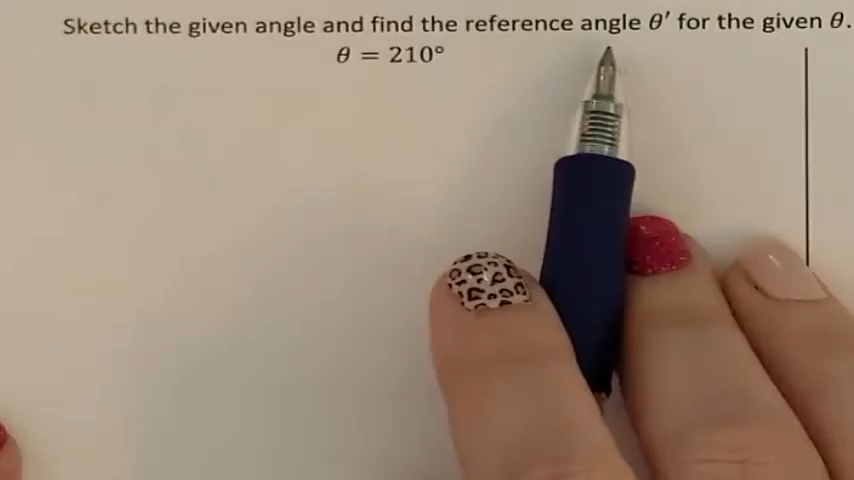 Sketch the given angle and find the reference angle θ′ for the given θ.
θ = 210°